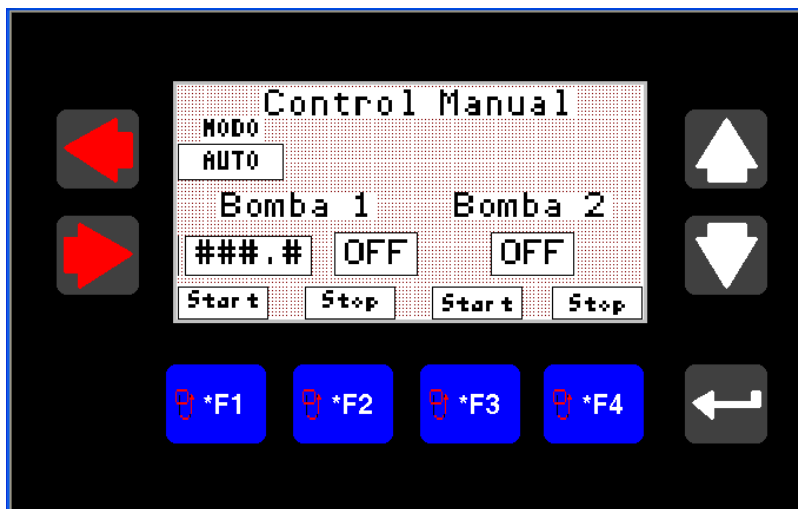 Control Manual
MODO
AUTO
Bomba 1 Bomba 2
###.# OFF OFF
Start Stop Start Stop
*F1 *F2 *F3 *F4